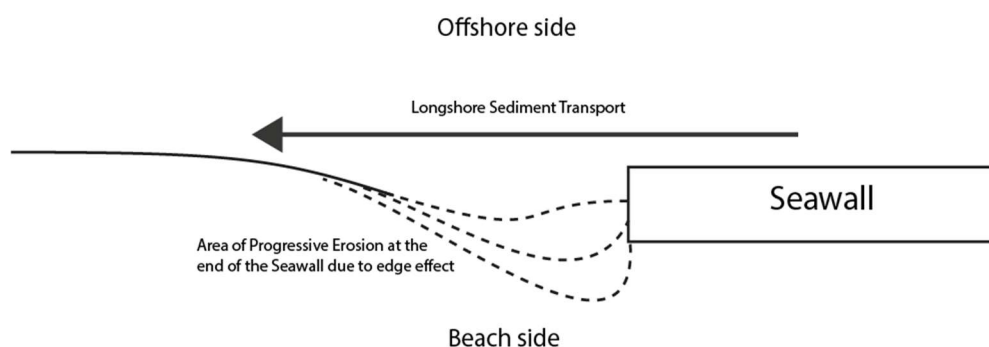 Offshore side
Longshore Sediment Transport
Seawall
Area of Progressive Erosion at the
end of the Seawall due to edge effect
Beach side